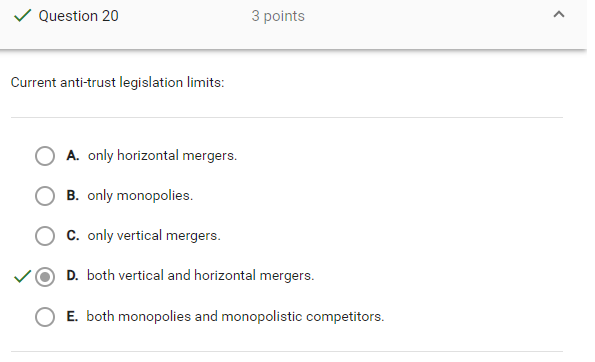 Question 20 3 points
Current anti-trust legislation limits:
A. only horizontal mergers.
B. only monopolies.
C. only vertical mergers.
D. both vertical and horizontal mergers.
E. both monopolies and monopolistic competitors.